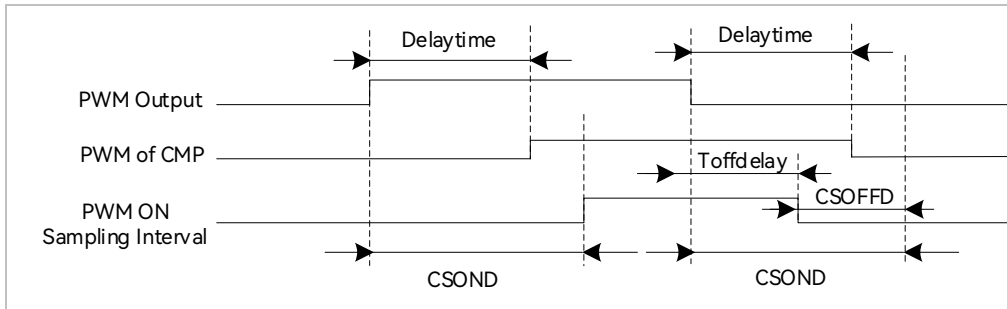 Delaytime
Delaytime
PWM Output
PWM of CMP
Toffdelay
CSOFFD
PWM ON
Sampling Interval
CSOND
CSOND